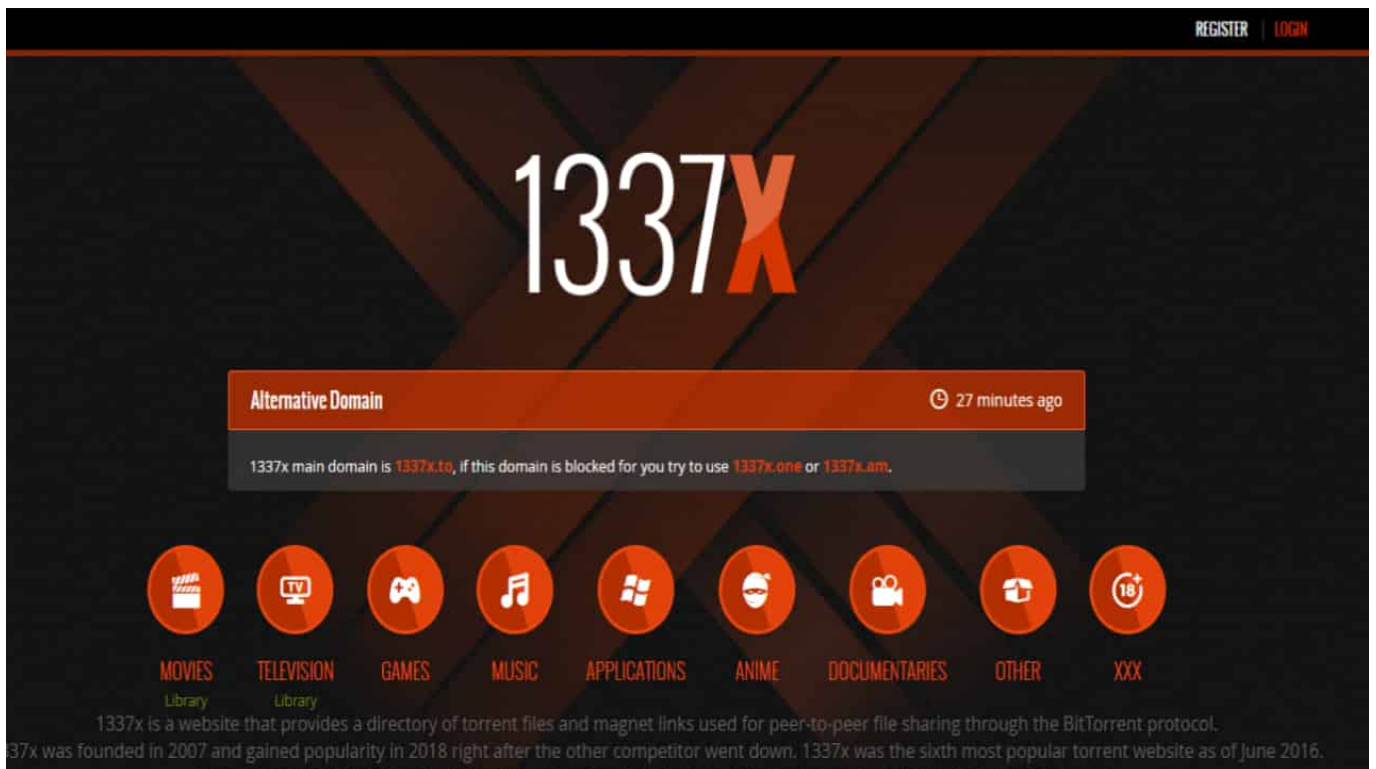 REGISTER | LOGIN
1337X
Alternative Domain 27 minutes ago
1337x main domain is 1337x.to, if this domain is blocked for you try to use 1337x.one or 1337x.am.
TV 18+
MOVIES TELEVISION GAMES MUSIC APPLICATIONS ANIME DOCUMENTARIES OTHER XXX
Library Library
1337x is a website that provides a directory of torrent files and magnet links used for peer-to-peer file sharing through the BitTorrent protocol.
337x was founded in 2007 and gained popularity in 2018 right after the other competitor went down. 1337x was the sixth most popular torrent website as of June 2016.